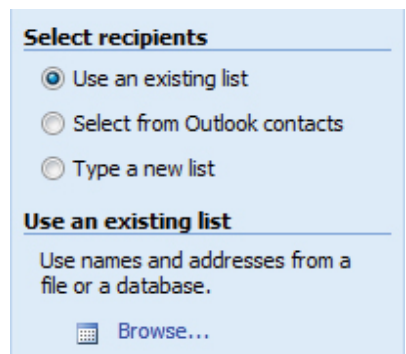 Select recipients
Use an existing list
Select from Outlook contacts
Type a new list
Use an existing list
Use names and addresses from a
file or a database.
Browse...